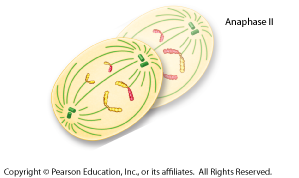 Anaphase II
Copyright © Pearson Education, Inc., or its affiliates. All Rights Reserved.